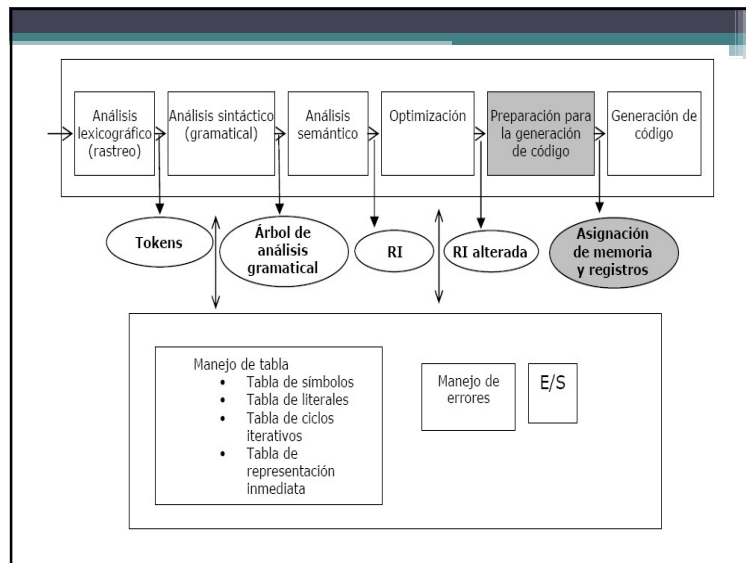 Análisis
lexicográfico
(rastreo)
Análisis sintáctico
(gramatical)
Análisis
semántico
Optimización
Preparación para
la generación
de código
Generación de
código
Tokens
Árbol de
análisis
gramatical
RI
RI alterada
Asignación
de memoria
y registros
Manejo de tabla
• Tabla de símbolos
• Tabla de literales
• Tabla de ciclos
iterativos
• Tabla de
representación
inmediata
Manejo de
errores
E/S